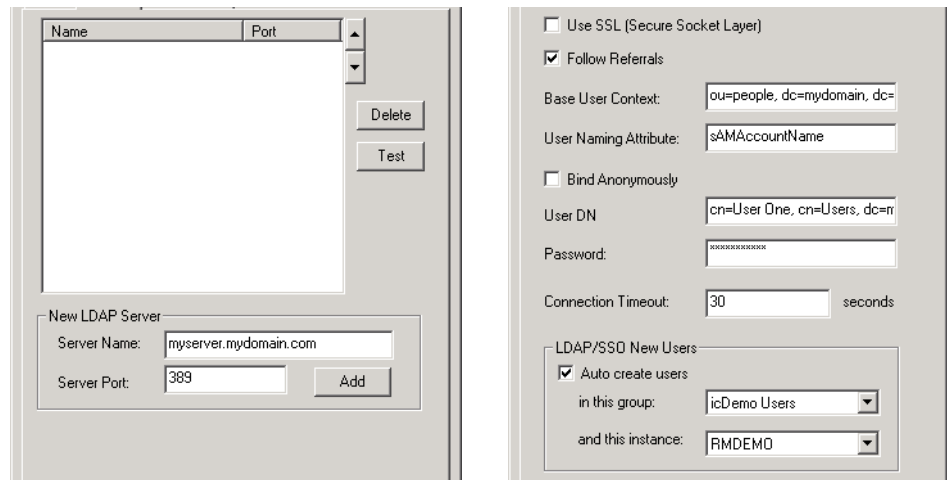 Name Port
Delete
Test
New LDAP Server
Server Name: myserver.mydomain.com
Server Port: 389 Add
Use SSL (Secure Socket Layer)
Follow Referrals
Base User Context: ou=people, dc=mydomain, dc=
User Naming Attribute: sAMAccountName
Bind Anonymously
User DN cn=User One, cn=Users, dc=m
Password: xxxxxxxxxxx
Connection Timeout: 30 seconds
LDAP/SSO New Users
Auto create users
in this group: icDemo Users
and this instance: RMDEMO